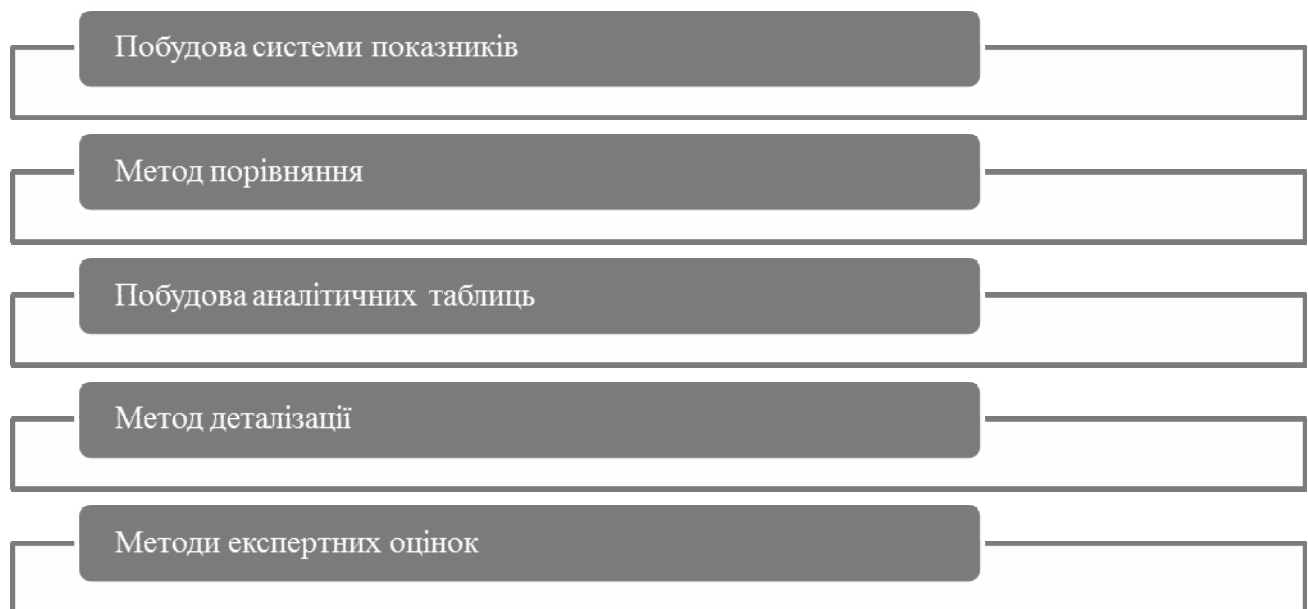 Побудова системи показників
Метод порівняння
Побудова аналітичних таблиць
Метод деталізації
Методи експертних оцінок